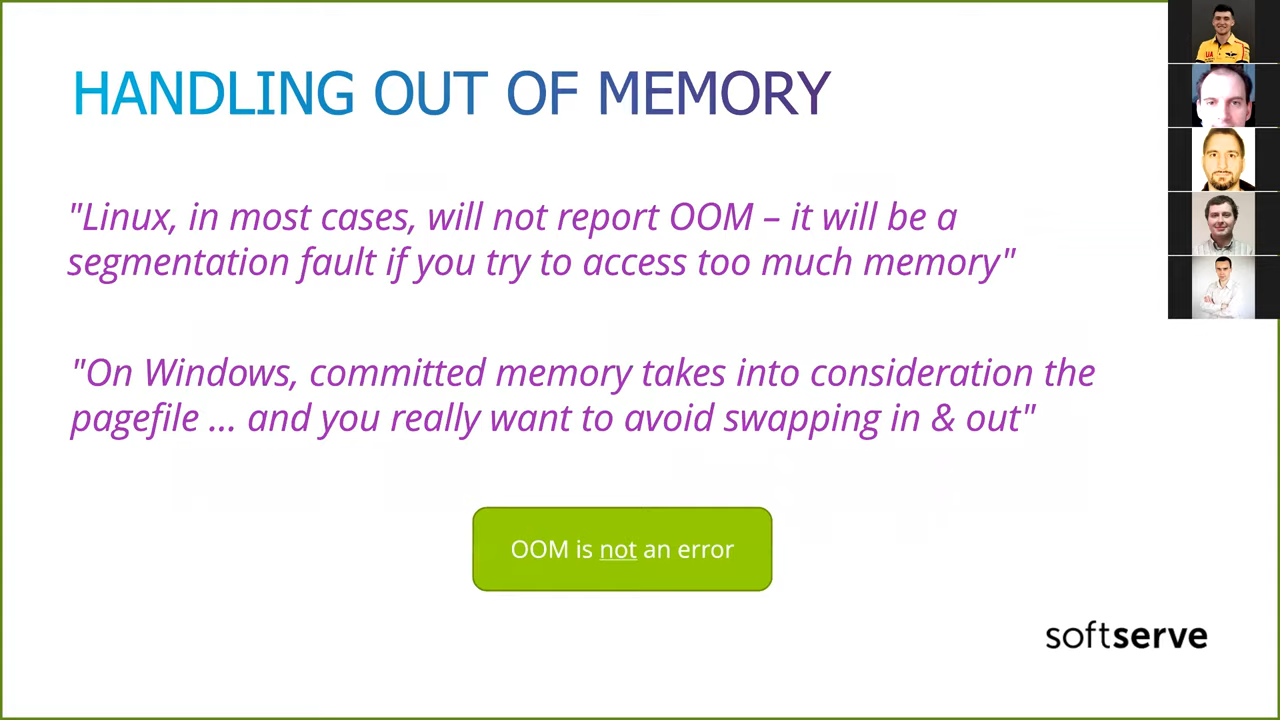 HANDLING OUT OF MEMORY
"Linux, in most cases, will not report OOM – it will be a
segmentation fault if you try to access too much memory"
"On Windows, committed memory takes into consideration the
pagefile ... and you really want to avoid swapping in & out"
OOM is not an error
softserve
UA